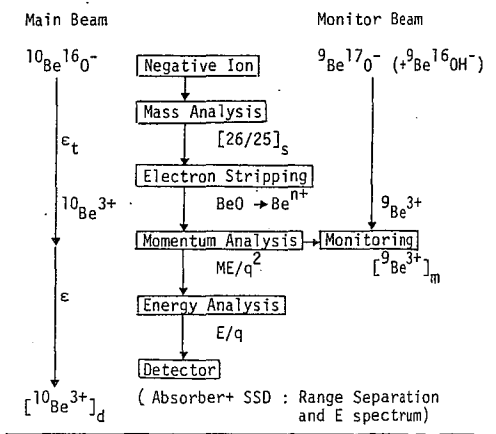 Main Beam
Monitor Beam
¹⁰Be¹⁶O⁻
Negative Ion
⁹Be¹⁷O⁻ (+⁹Be¹⁶OH⁻)
Mass Analysis
εt
[26/25]s
Electron Stripping
¹⁰Be³⁺
BeO → Beⁿ⁺
⁹Be³⁺
Momentum Analysis
Monitoring
ME/q²
[⁹Be³⁺]m
ε
Energy Analysis
E/q
Detector
[¹⁰Be³⁺]d
( Absorber+ SSD : Range Separation
and E spectrum)